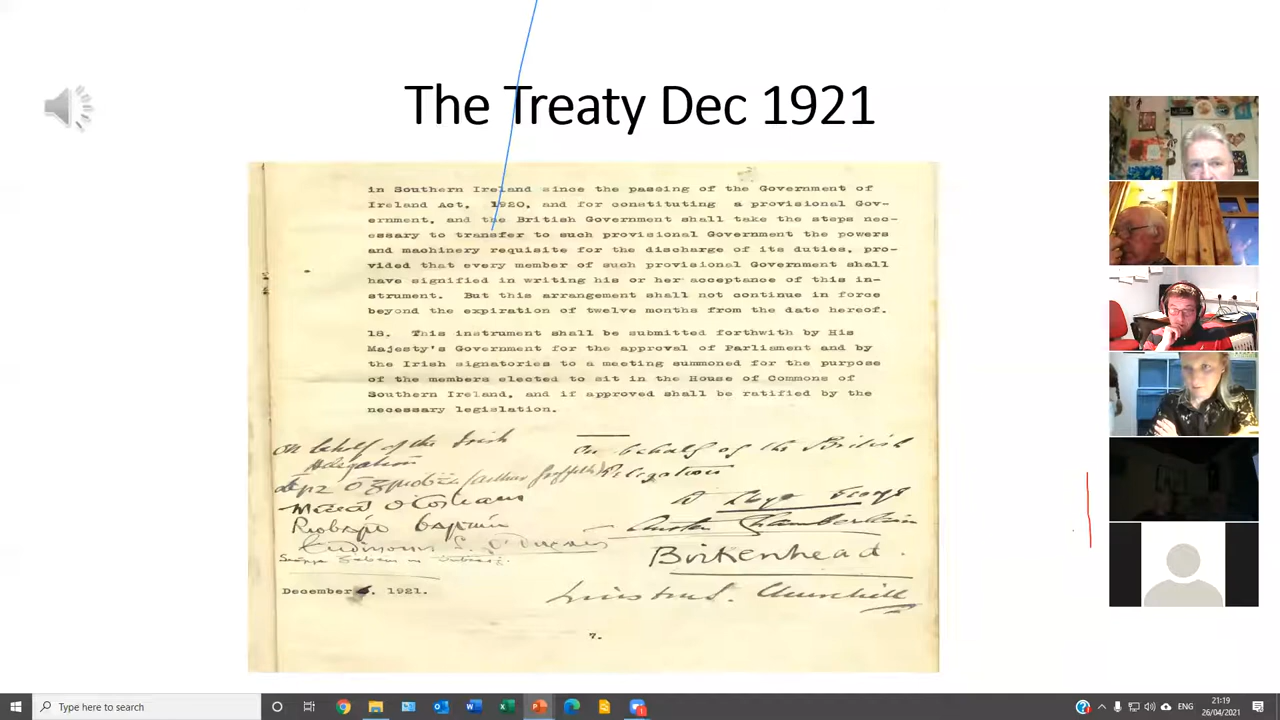 The Treaty Dec 1921
in Southern Ireland since the passing of the Government of
Ireland Act, 1920, and for constituting a provisional Gov-
ernment, and the British Government shall take the steps nec-
essary to transfer to such provisional Government the powers
and machinery requisite for the discharge of its duties, pro-
vided that every member of such provisional Government shall
have signified in writing his or her acceptance of this in-
strument. But this arrangement shall not continue in force
beyond the expiration of twelve months from the date hereof.
18. This instrument shall be submitted forthwith by His
Majesty's Government for the approval of Parliament and by
the Irish signatories to a meeting summoned for the purpose
of the members elected to sit in the House of Commons of
Southern Ireland, and if approved shall be ratified by the
necessary legislation.
On behalf of the Irish
Delegation
(Arthur Griffith)
On behalf of the British
Delegation
D Lloyd George
Austen Chamberlain
Birkenhead.
Winston S. Churchill
December 6, 1921.
7.
Type here to search
ENG
21:19
26/04/2021